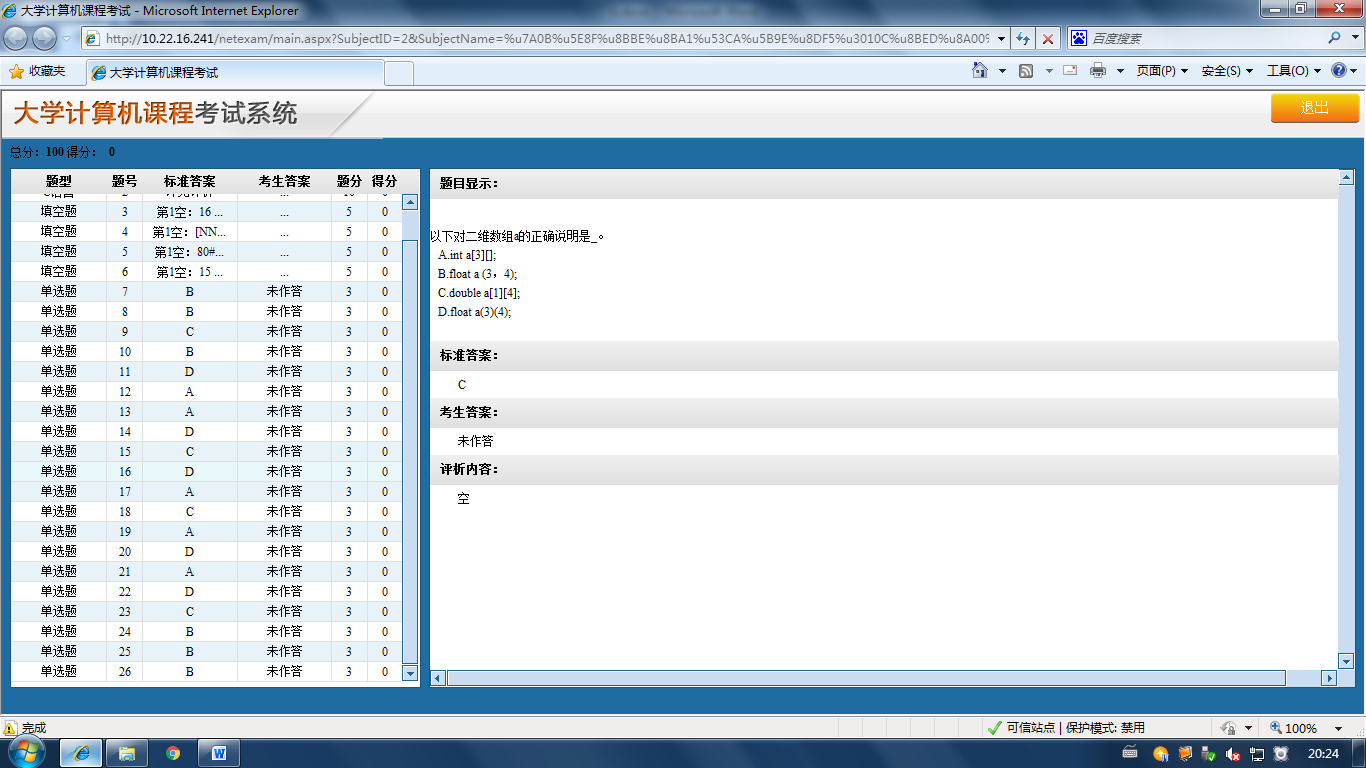 大学计算机课程考试 - Microsoft Internet Explorer
http://10.22.16.241/netexam/main.aspx?SubjectID=2&SubjectName=%u7A0B%u5E8F%u8BBE%u8BA1%u53CA%u5B9E%u8DF5%u3010C%u8BED%u8A00%
百度搜索
收藏夹
大学计算机课程考试
页面(P)
安全(S)
工具(O)
大学计算机课程考试系统
退出
总分: 100 得分: 0
题型 题号 标准答案 考生答案 题分 得分
填空题 3 第1空: 16 ... ... 5 0
填空题 4 第1空: [NN... ... 5 0
填空题 5 第1空: 80#... ... 5 0
填空题 6 第1空: 15 ... ... 5 0
单选题 7 B 未作答 3 0
单选题 8 B 未作答 3 0
单选题 9 C 未作答 3 0
单选题 10 B 未作答 3 0
单选题 11 D 未作答 3 0
单选题 12 A 未作答 3 0
单选题 13 A 未作答 3 0
单选题 14 D 未作答 3 0
单选题 15 C 未作答 3 0
单选题 16 D 未作答 3 0
单选题 17 A 未作答 3 0
单选题 18 C 未作答 3 0
单选题 19 A 未作答 3 0
单选题 20 D 未作答 3 0
单选题 21 A 未作答 3 0
单选题 22 D 未作答 3 0
单选题 23 C 未作答 3 0
单选题 24 B 未作答 3 0
单选题 25 B 未作答 3 0
单选题 26 B 未作答 3 0
题目显示:
以下对二维数组a的正确说明是_。
A.int a[3][];
B.float a (3，4);
C.double a[1][4];
D.float a(3)(4);
标准答案:
C
考生答案:
未作答
评析内容:
空
完成
可信站点 | 保护模式: 禁用
100%
20:24